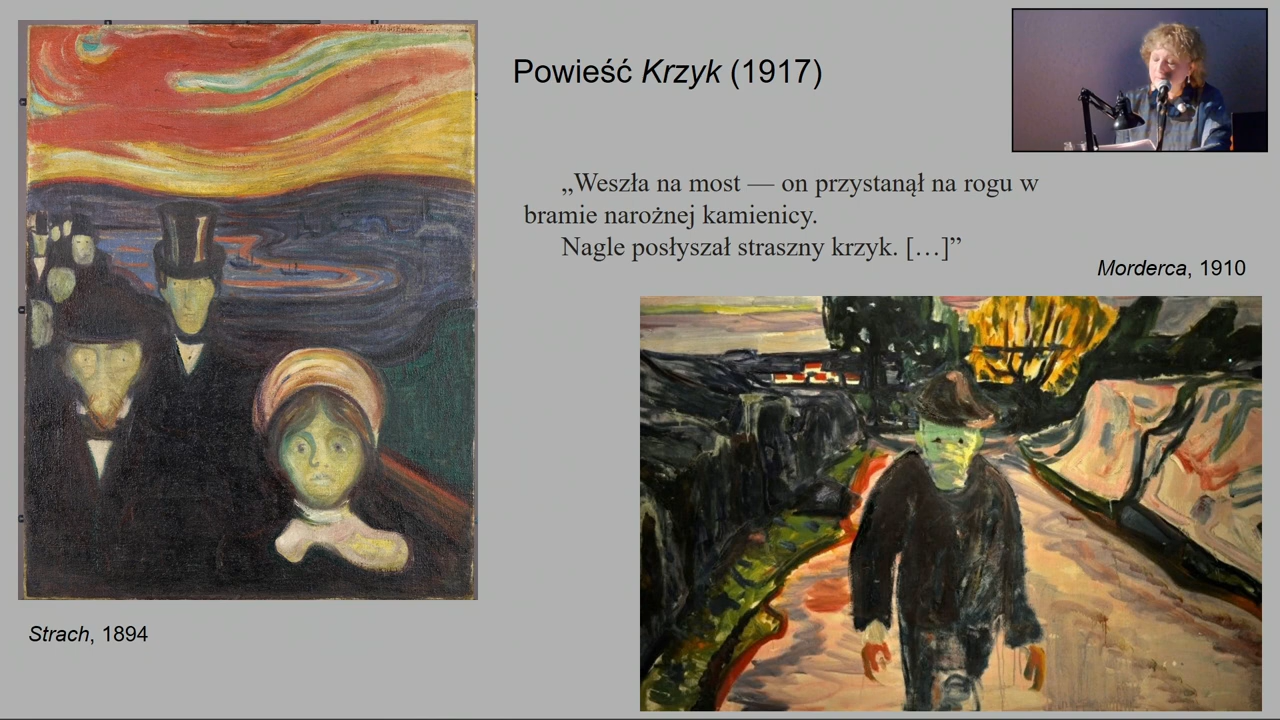 Powieść Krzyk (1917)
„Weszła na most — on przystanął na rogu w
bramie narożnej kamienicy.
Nagle posłyszał straszny krzyk. […]”
Morderca, 1910
Strach, 1894